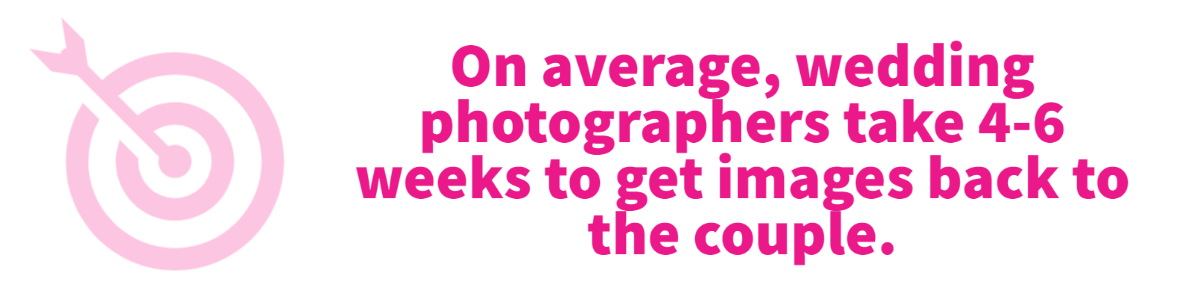 On average, wedding
photographers take 4-6
weeks to get images back to
the couple.